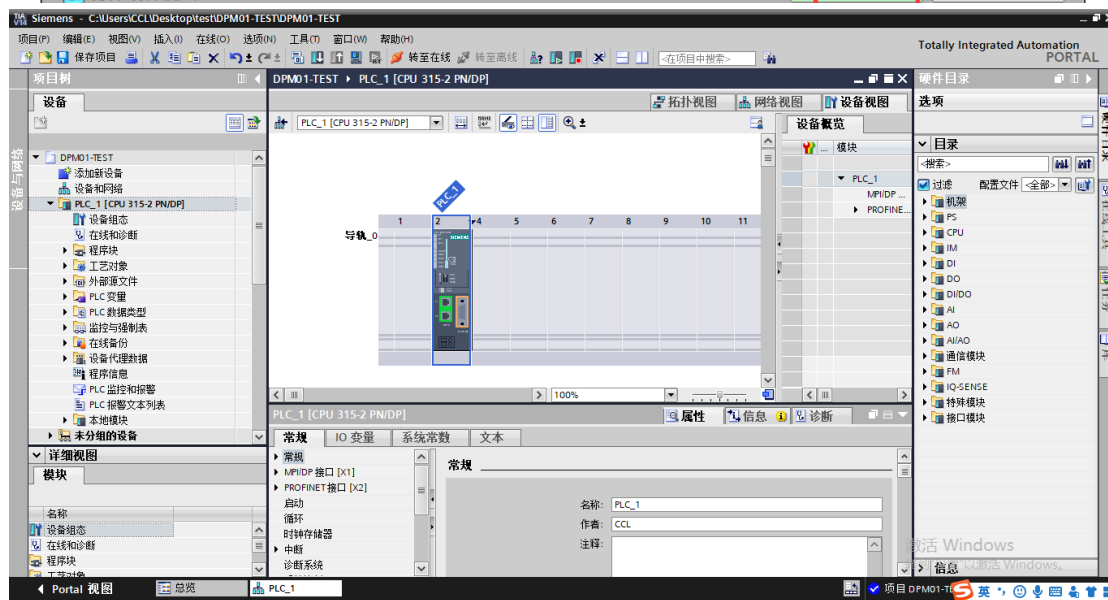 Siemens - C:\Users\CCL\Desktop\test\DPM01-TEST\DPM01-TEST
项目(P) 编辑(E) 视图(V) 插入(I) 在线(O) 选项(N) 工具(T) 窗口(W) 帮助(H)
Totally Integrated Automation
PORTAL
保存项目 转至在线 转至离线 <在项目中搜索>
项目树
DPM01-TEST PLC_1 [CPU 315-2 PN/DP]
硬件目录
设备
拓扑视图 网络视图 设备视图
选项
PLC_1 [CPU 315-2 PN/DP]
设备概览
设备与网络
DPM01-TEST
添加新设备
设备和网络
PLC_1 [CPU 315-2 PN/DP]
设备组态
在线和诊断
程序块
工艺对象
外部源文件
PLC 变量
PLC 数据类型
监控与强制表
在线备份
设备代理数据
程序信息
PLC 监控和报警
PLC 报警文本列表
本地模块
未分组的设备
PLC_1
1 2 4 5 6 7 8 9 10 11
导轨_0
SIEMENS
100%
... 模块
PLC_1
MPI/DP ...
PROFINE...
目录
<搜索>
过滤 配置文件 <全部>
机架
PS
CPU
IM
DI
DO
DI/DO
AI
AO
AI/AO
通信模块
FM
IQ-SENSE
特殊模块
接口模块
详细视图
模块
名称
设备组态
在线和诊断
程序块
工艺对象
PLC_1 [CPU 315-2 PN/DP]
属性 信息 诊断
常规 IO 变量 系统常数 文本
常规
MPI/DP 接口 [X1]
PROFINET 接口 [X2]
启动
循环
时钟存储器
中断
诊断系统
常规
名称: PLC_1
作者: CCL
注释:
激活 Windows
以激活 Windows。
信息
Portal 视图 总览 PLC_1
项目 DPM01-TE
英